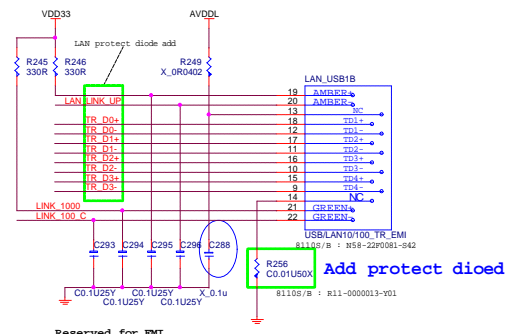 VDD33
AVDDL
LAN protect diode add
R245
330R
R246
330R
R249
X_0R0402
LAN_USB1B
LAN_LINK_UP
TR_D0+
TR_D0-
TR_D1+
TR_D1-
TR_D2+
TR_D2-
TR_D3+
TR_D3-
LINK_1000
LINK_100_C
19 AMBER+
20 AMBER-
13 NC
18 TD1+
12 TD1-
17 TD2+
11 TD2-
16 TD3+
10 TD3-
15 TD4+
9 TD4-
14 NC
21 GREEN+
22 GREEN-
USB/LAN10/100_TR_EMI
8110S/B : N58-22F0081-S42
C293
C294
C295
C296
C288
C0.1U25Y
C0.1U25Y
C0.1U25Y
C0.1U25Y
X_0.1u
R256
C0.01U50X
Add protect dioed
8110S/B : R11-0000013-Y01
Reserved for EMI